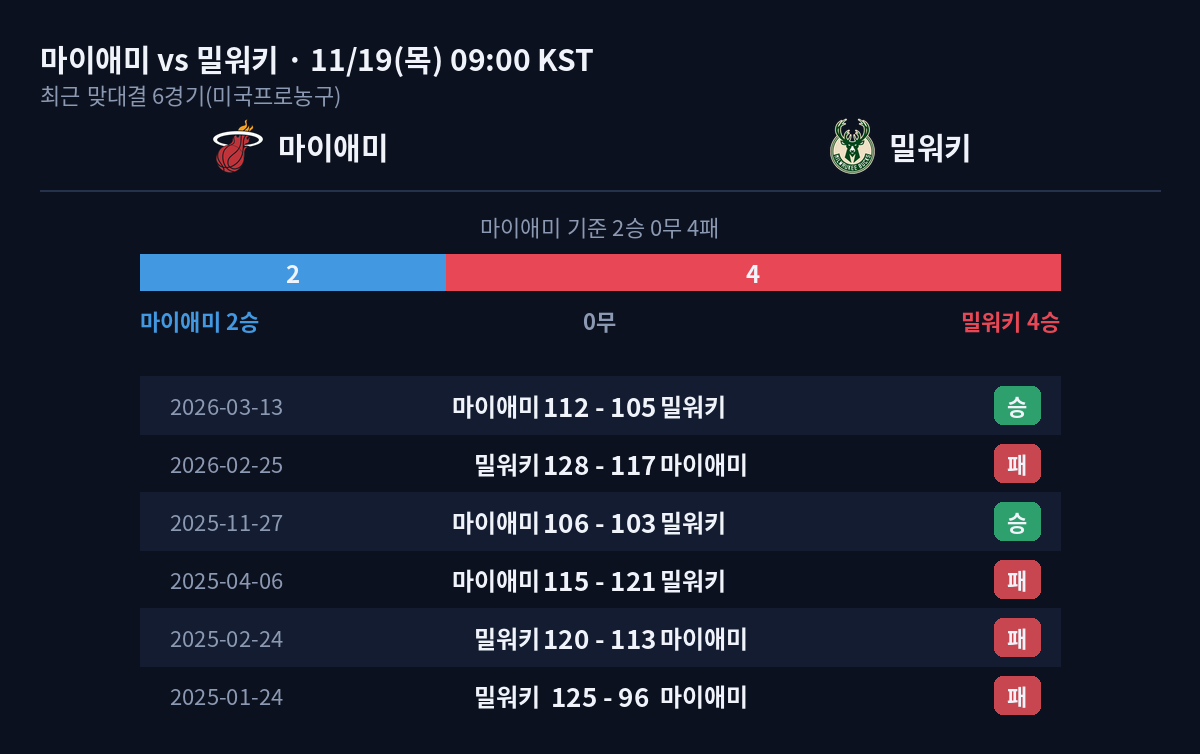 마이애미 vs 밀워키 · 11/19(목) 09:00 KST
최근 맞대결 6경기(미국프로농구)
마이애미
밀워키
마이애미 기준 2승 0무 4패
2 4
마이애미 2승 0무 밀워키 4승
2026-03-13 마이애미 112 - 105 밀워키 승
2026-02-25 밀워키 128 - 117 마이애미 패
2025-11-27 마이애미 106 - 103 밀워키 승
2025-04-06 마이애미 115 - 121 밀워키 패
2025-02-24 밀워키 120 - 113 마이애미 패
2025-01-24 밀워키 125 - 96 마이애미 패